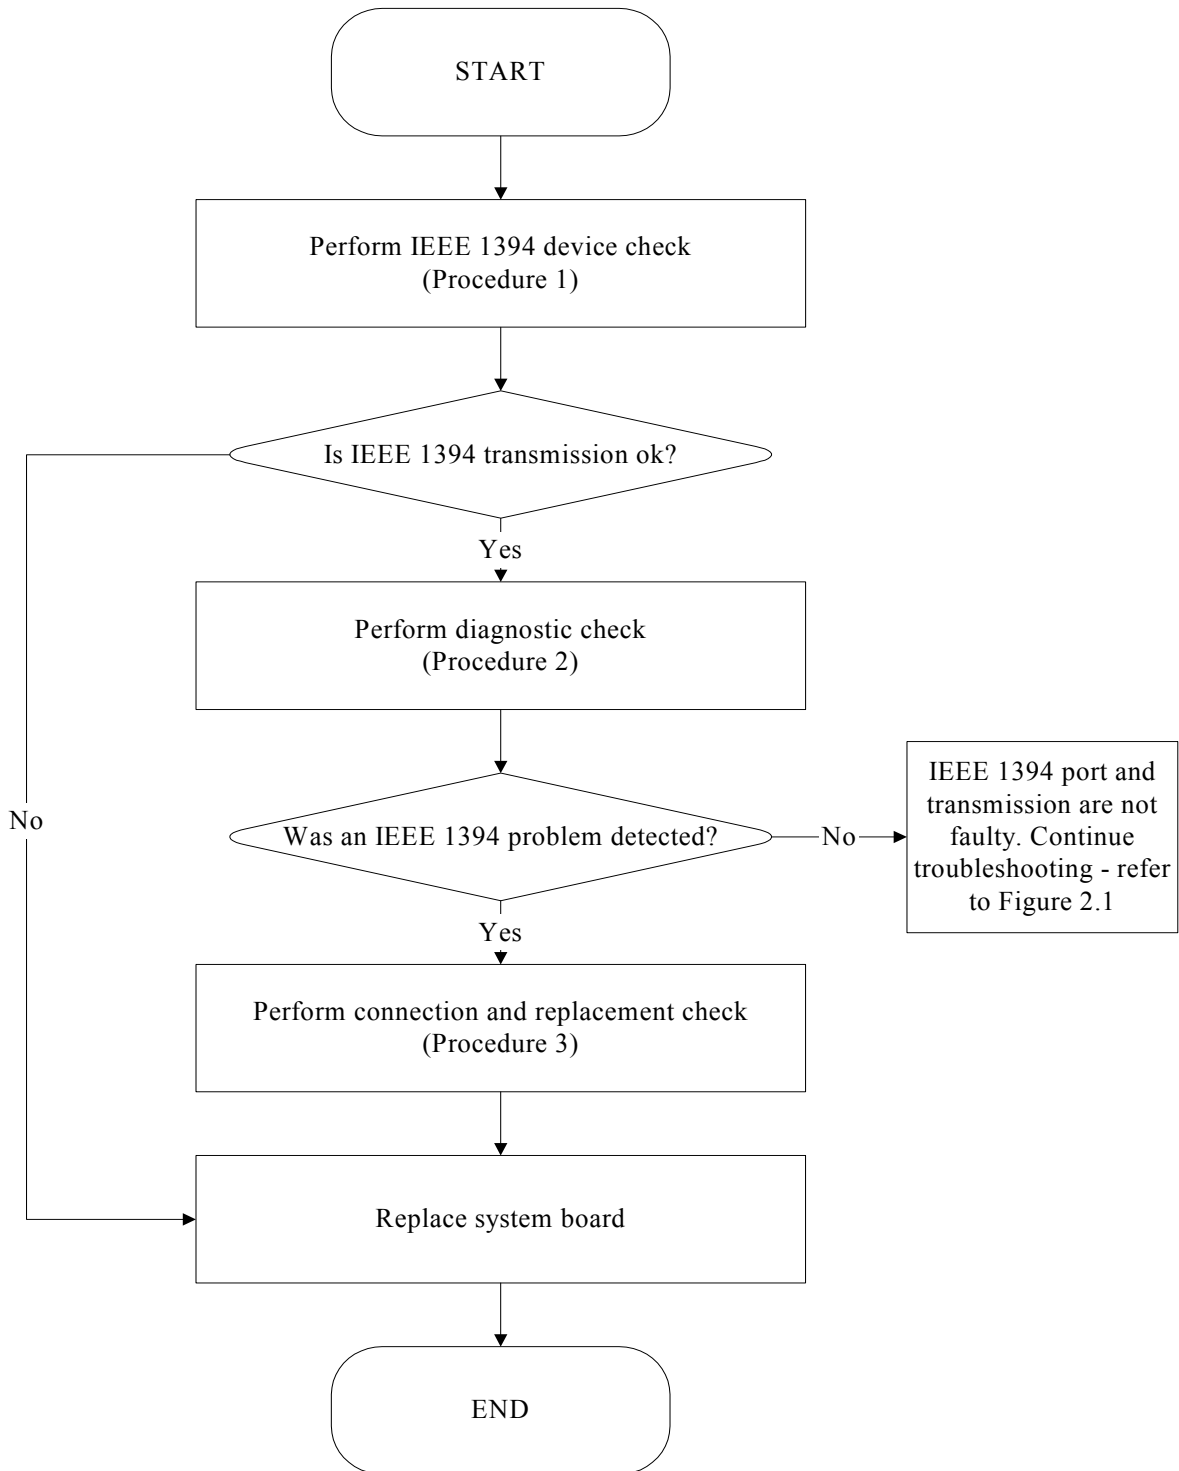 START
Perform IEEE 1394 device check
(Procedure 1)
Is IEEE 1394 transmission ok?
Yes
Perform diagnostic check
(Procedure 2)
No
Was an IEEE 1394 problem detected?
No
IEEE 1394 port and
transmission are not
faulty. Continue
troubleshooting - refer
to Figure 2.1
Yes
Perform connection and replacement check
(Procedure 3)
Replace system board
END